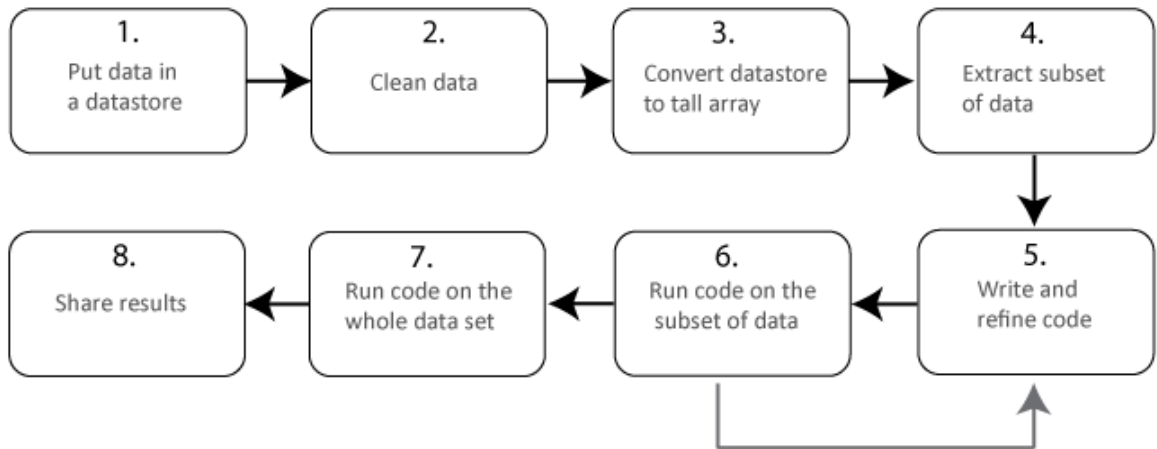 1.
Put data in
a datastore
2.
Clean data
3.
Convert datastore
to tall array
4.
Extract subset
of data
5.
Write and
refine code
6.
Run code on the
subset of data
7.
Run code on the
whole data set
8.
Share results